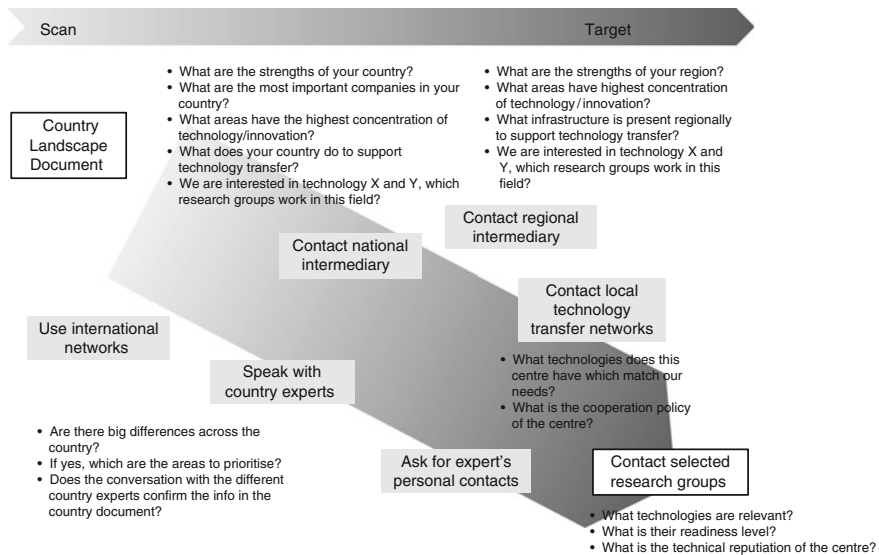 Scan
Target
• What are the strengths of your country?
• What are the most important companies in your
country?
• What areas have the highest concentration of
technology/innovation?
• What does your country do to support
technology transfer?
• We are interested in technology X and Y, which
research groups work in this field?
• What are the strengths of your region?
• What areas have highest concentration
of technology/innovation?
• What infrastructure is present regionally
to support technology transfer?
• We are interested in technology X and
Y, which research groups work in this
field?
Country
Landscape
Document
Contact regional
intermediary
Contact national
intermediary
Contact local
technology
transfer networks
Use international
networks
Speak with
country experts
• What technologies does this
centre have which match our
needs?
• What is the cooperation policy
of the centre?
• Are there big differences across the
country?
• If yes, which are the areas to prioritise?
• Does the conversation with the different
country experts confirm the info in the
country document?
Ask for expert's
personal contacts
Contact selected
research groups
• What technologies are relevant?
• What is their readiness level?
• What is the technical reputiation of the centre?